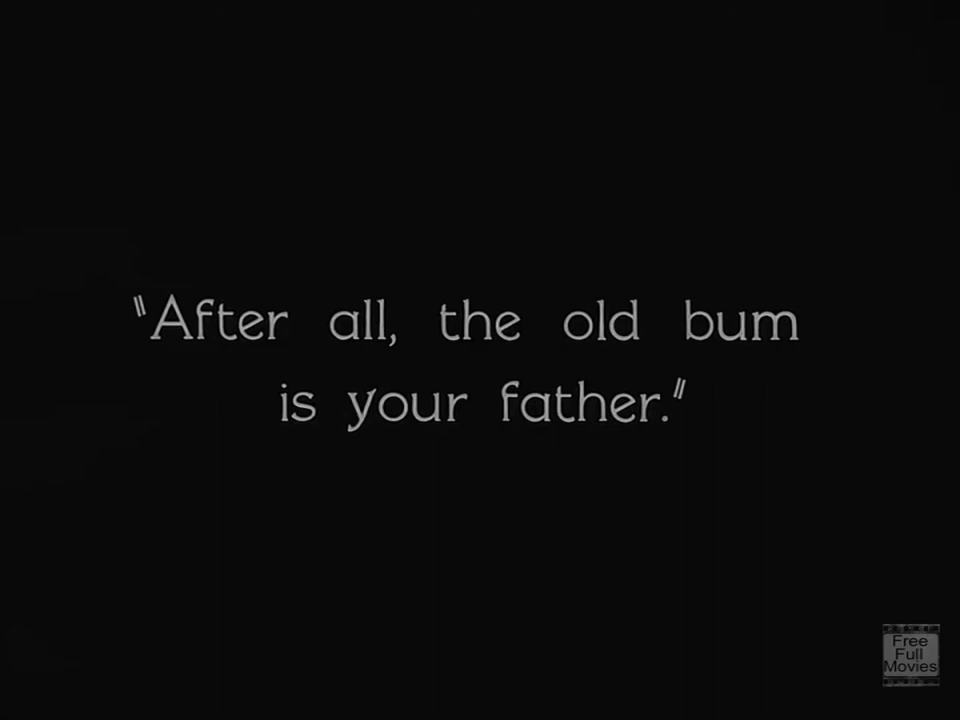 "After all, the old bum
is your father."
Free
Full
Movies